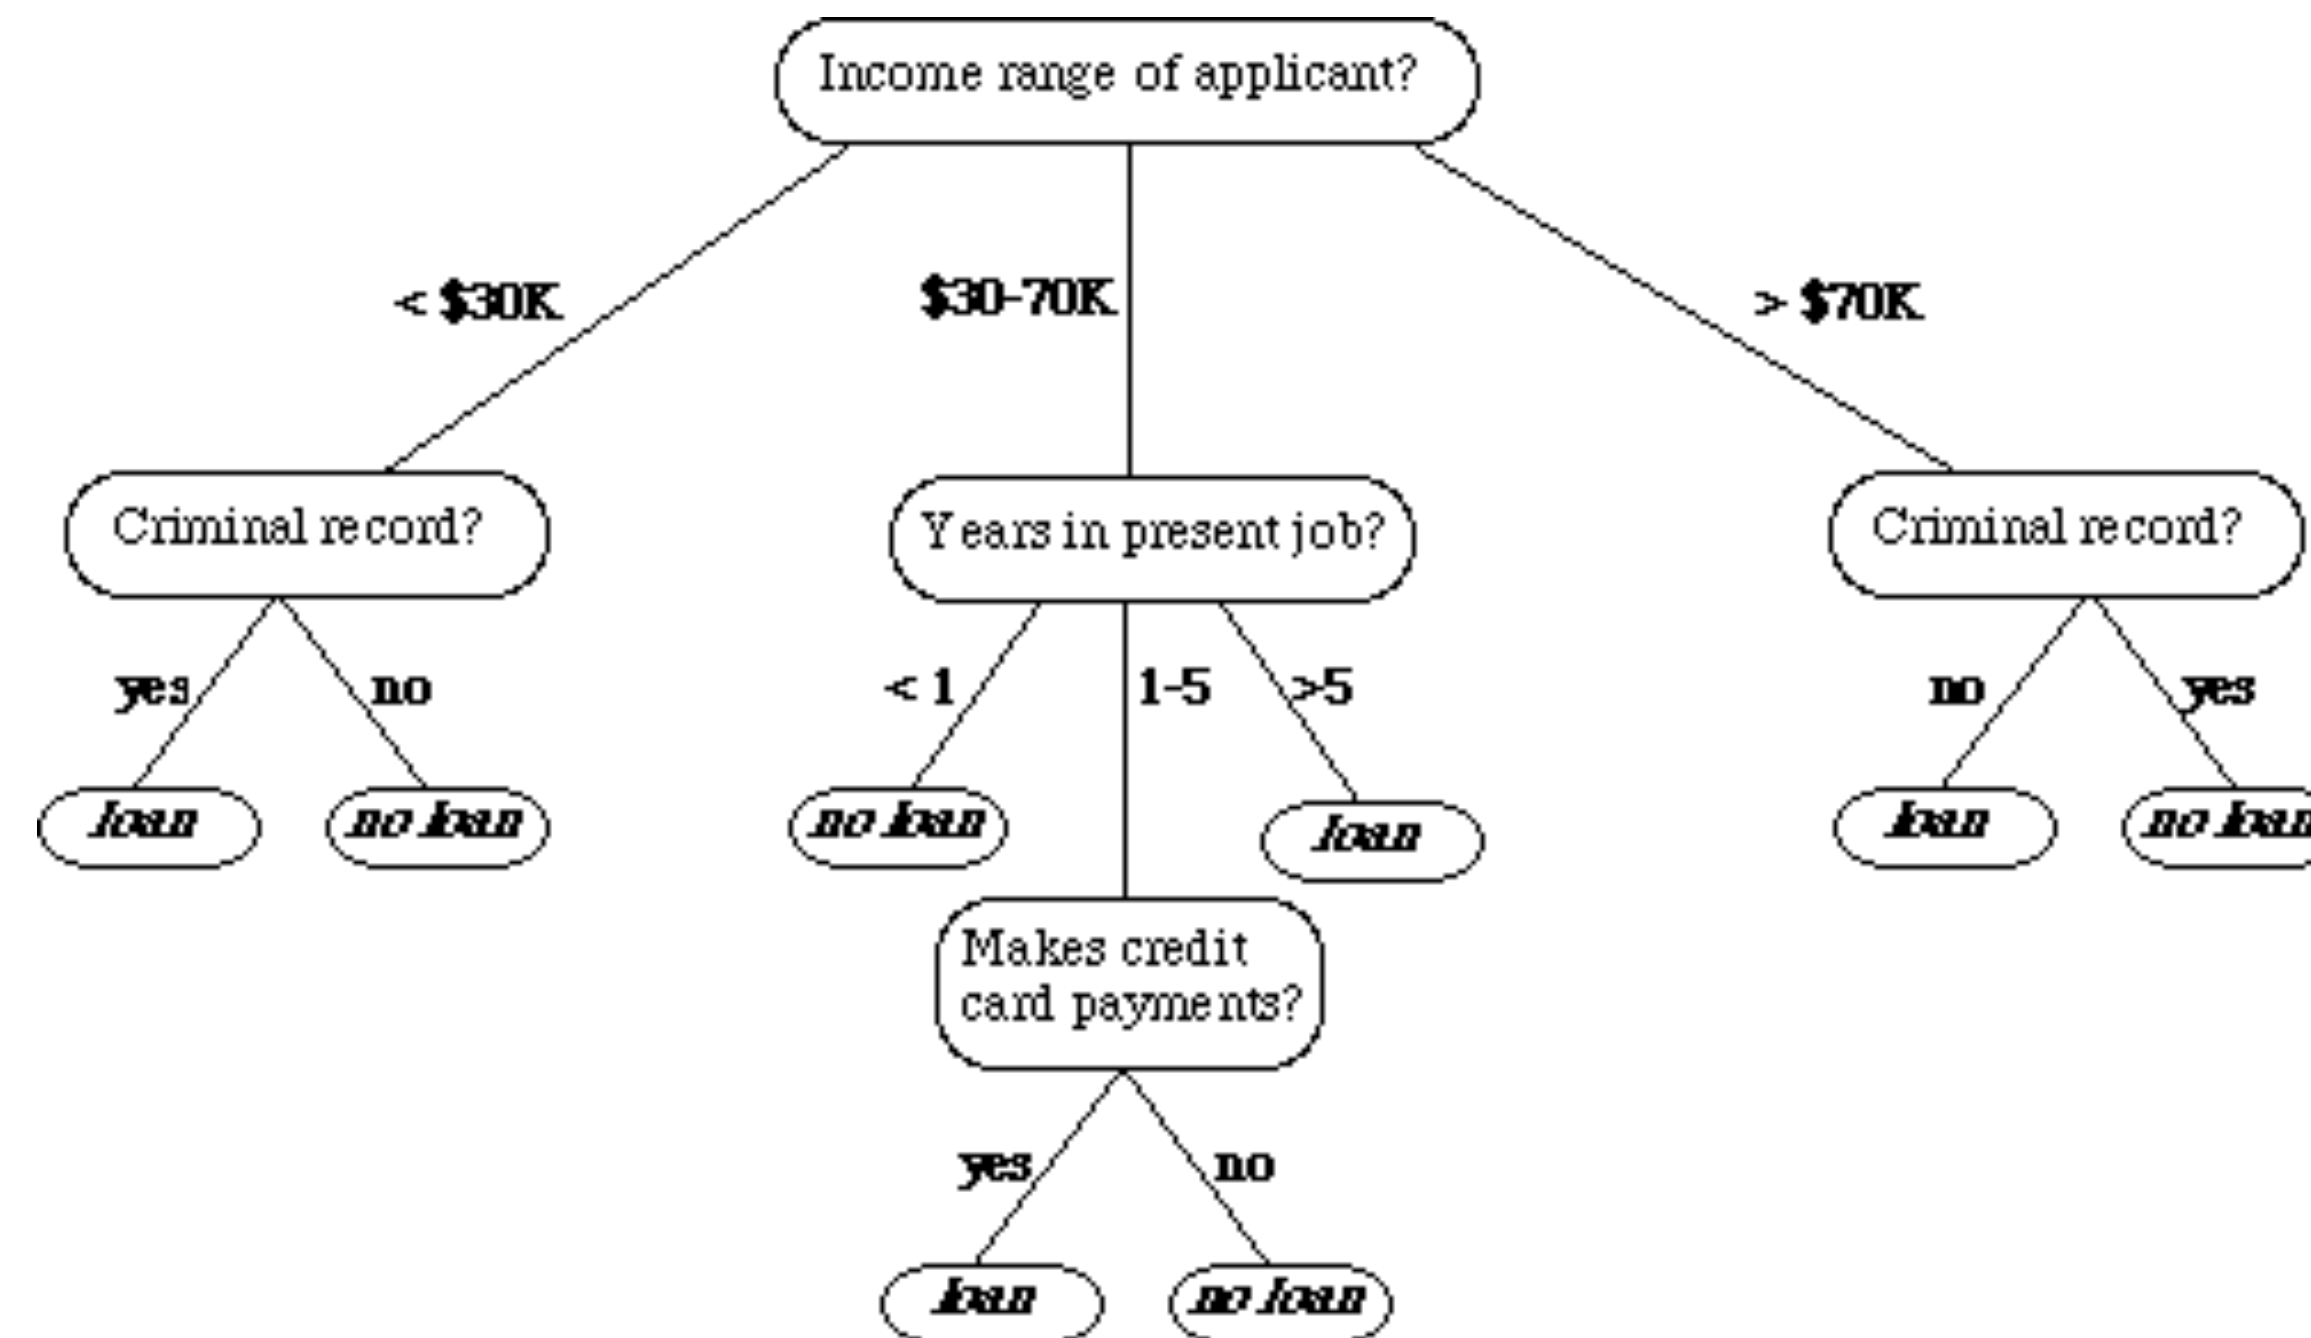 Income range of applicant?
< $30K
$30-70K
> $70K
Criminal record?
Years in present job?
Criminal record?
yes
no
< 1
1-5
>5
no
yes
loan
no loan
no loan
loan
loan
no loan
Makes credit
card payments?
yes
no
loan
no loan